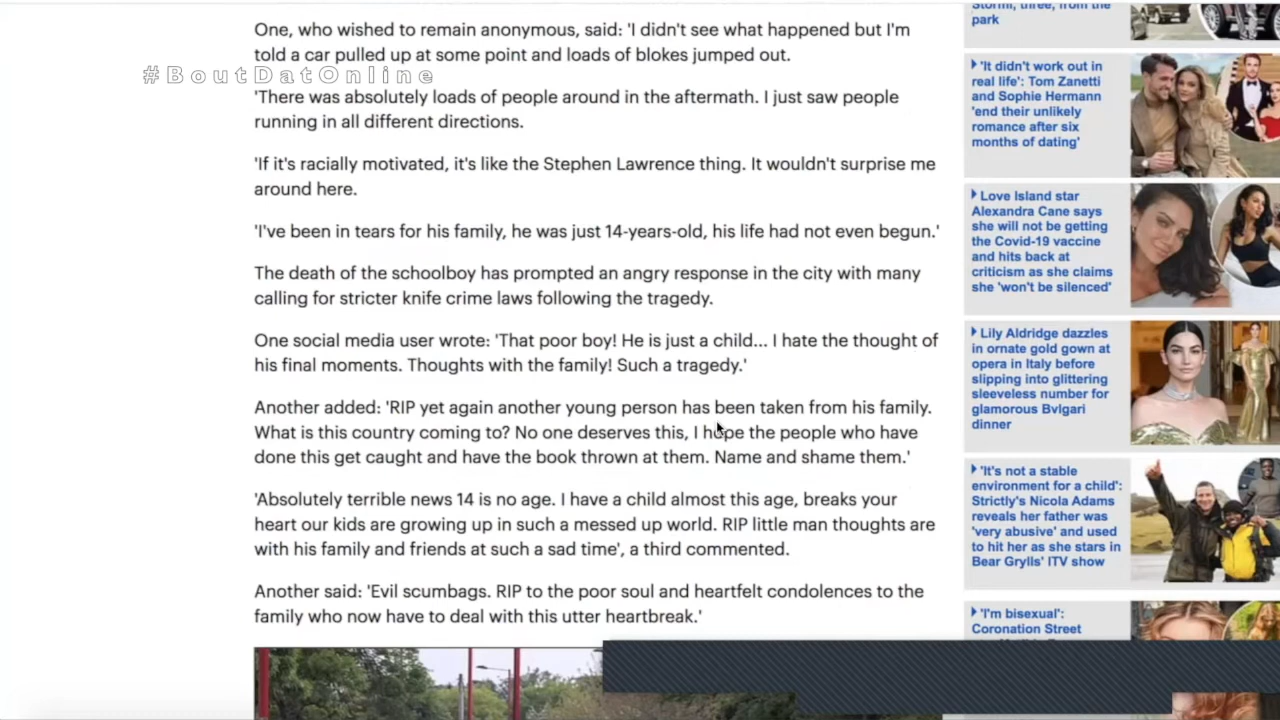 One, who wished to remain anonymous, said: 'I didn't see what happened but I'm
told a car pulled up at some point and loads of blokes jumped out.
#BoutDatOnline
'There was absolutely loads of people around in the aftermath. I just saw people
running in all different directions.
'If it's racially motivated, it's like the Stephen Lawrence thing. It wouldn't surprise me
around here.
'I've been in tears for his family, he was just 14-years-old, his life had not even begun.'
The death of the schoolboy has prompted an angry response in the city with many
calling for stricter knife crime laws following the tragedy.
One social media user wrote: 'That poor boy! He is just a child... I hate the thought of
his final moments. Thoughts with the family! Such a tragedy.'
Another added: 'RIP yet again another young person has been taken from his family.
What is this country coming to? No one deserves this, I hope the people who have
done this get caught and have the book thrown at them. Name and shame them.'
'Absolutely terrible news 14 is no age. I have a child almost this age, breaks your
heart our kids are growing up in such a messed up world. RIP little man thoughts are
with his family and friends at such a sad time', a third commented.
Another said: 'Evil scumbags. RIP to the poor soul and heartfelt condolences to the
family who now have to deal with this utter heartbreak.'
Stormi, three, from the
park
'It didn't work out in
real life': Tom Zanetti
and Sophie Hermann
'end their unlikely
romance after six
months of dating'
Love Island star
Alexandra Cane says
she will not be getting
the Covid-19 vaccine
and hits back at
criticism as she claims
she 'won't be silenced'
Lily Aldridge dazzles
in ornate gold gown at
opera in Italy before
slipping into glittering
sleeveless number for
glamorous Bvlgari
dinner
'It's not a stable
environment for a child':
Strictly's Nicola Adams
reveals her father was
'very abusive' and used
to hit her as she stars in
Bear Grylls' ITV show
'I'm bisexual':
Coronation Street